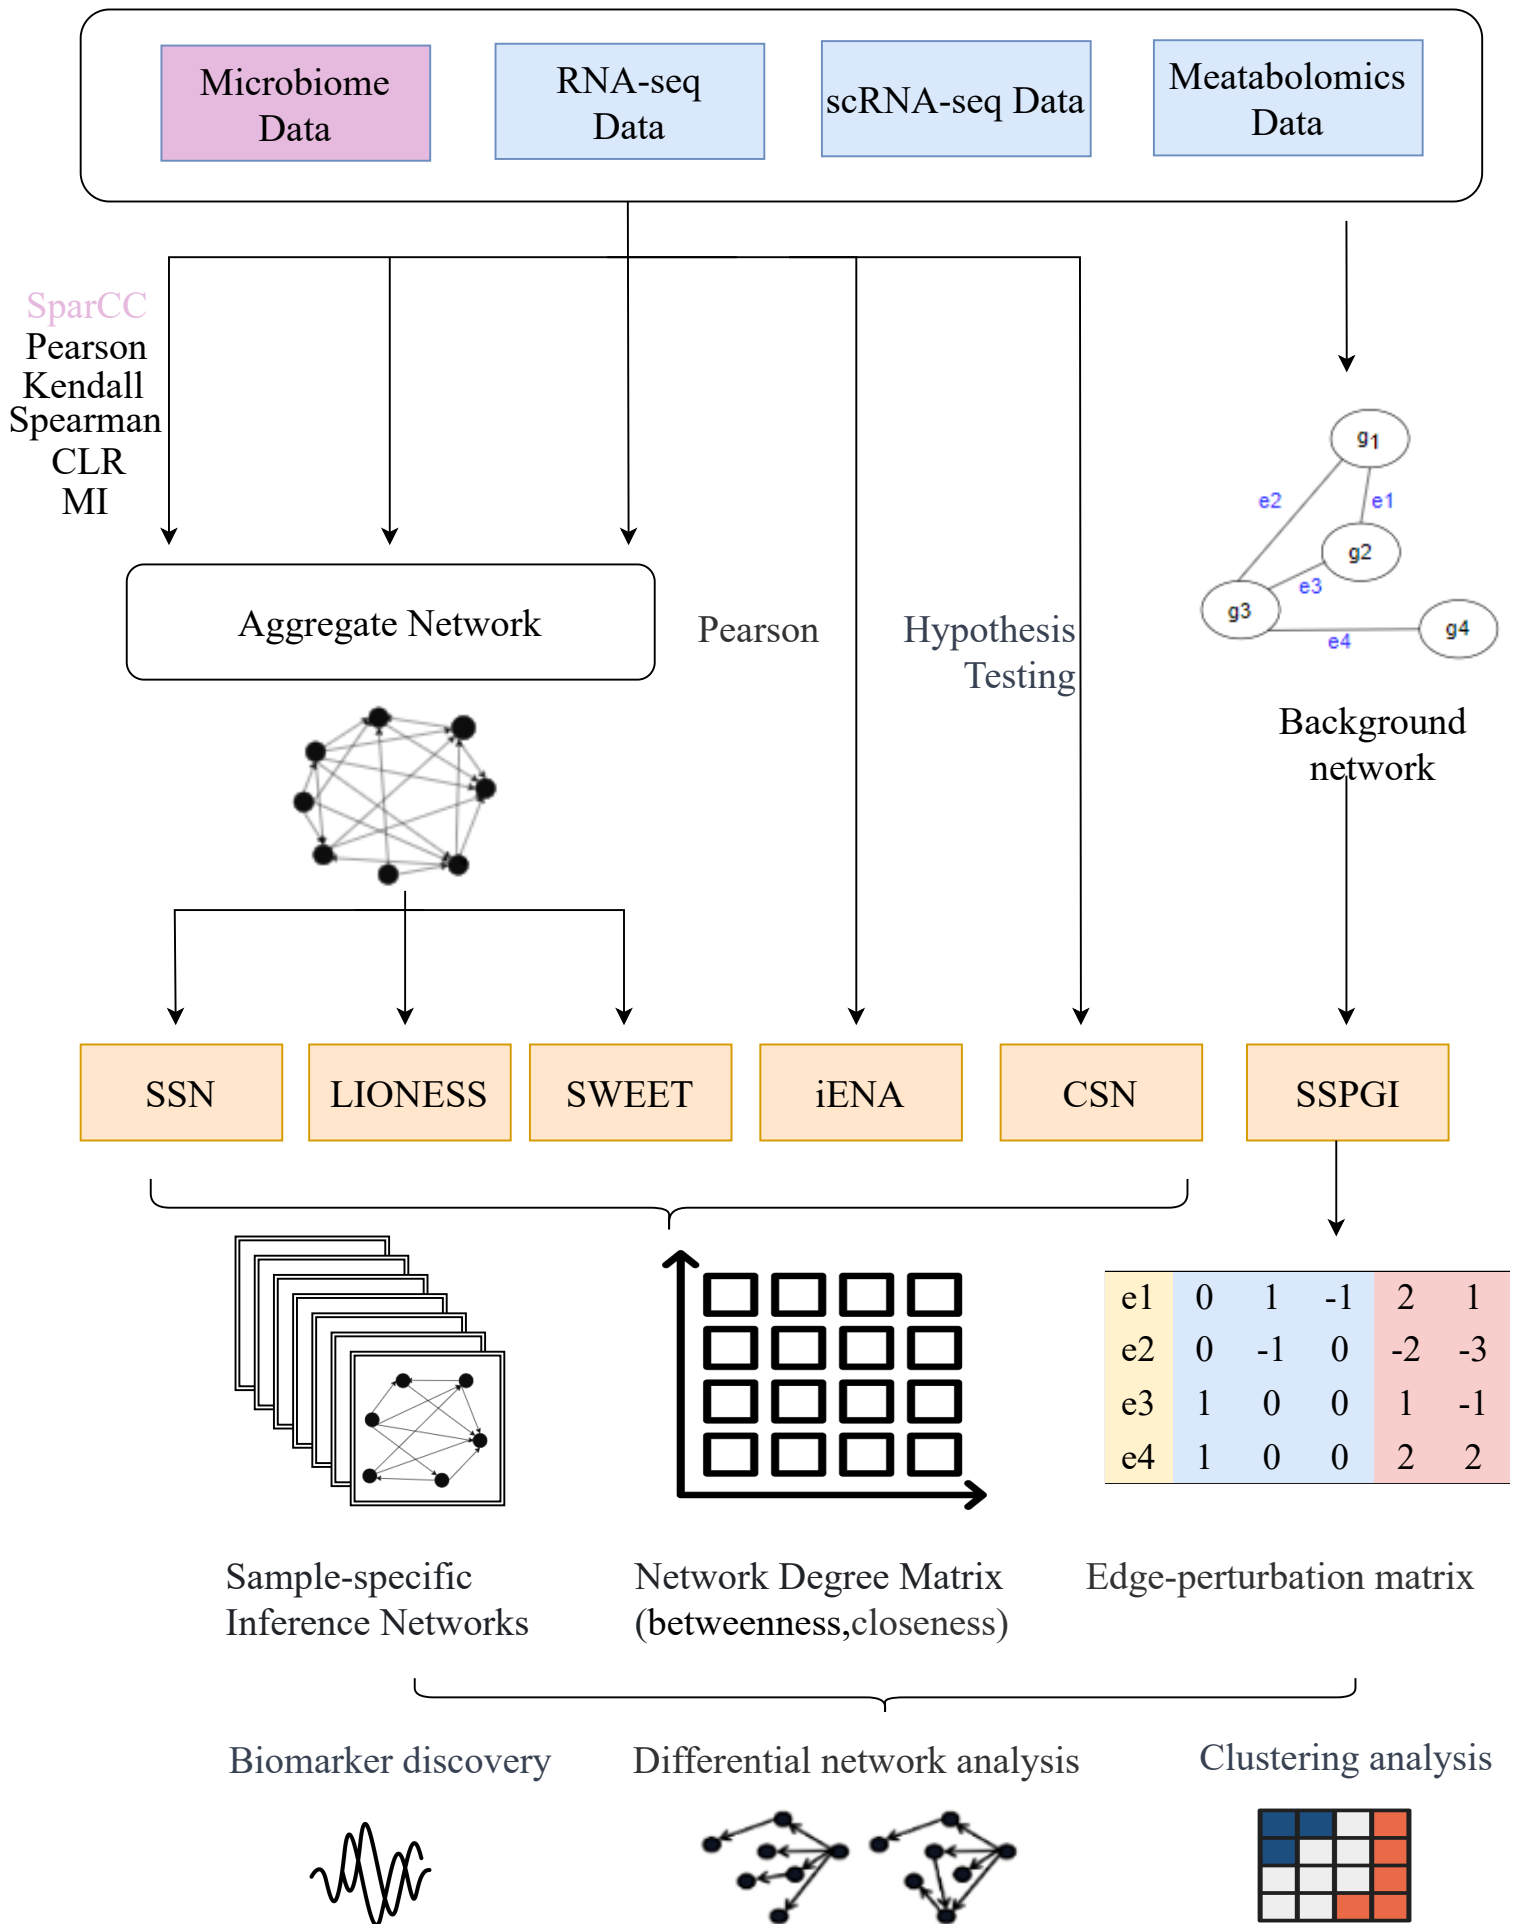 Microbiome
Data
RNA-seq
Data
scRNA-seq Data
Meatabolomics
Data
SparCC
Pearson
Kendall
Spearman
CLR
MI
g1
e2
e1
g2
e3
g3
e4
g4
Aggregate Network
Pearson
Hypothesis
Testing
Background
network
SSN
LIONESS
SWEET
iENA
CSN
SSPGI
e1 0 1 -1 2 1
e2 0 -1 0 -2 -3
e3 1 0 0 1 -1
e4 1 0 0 2 2
Sample-specific
Inference Networks
Network Degree Matrix
(betweenness,closeness)
Edge-perturbation matrix
Biomarker discovery
Differential network analysis
Clustering analysis